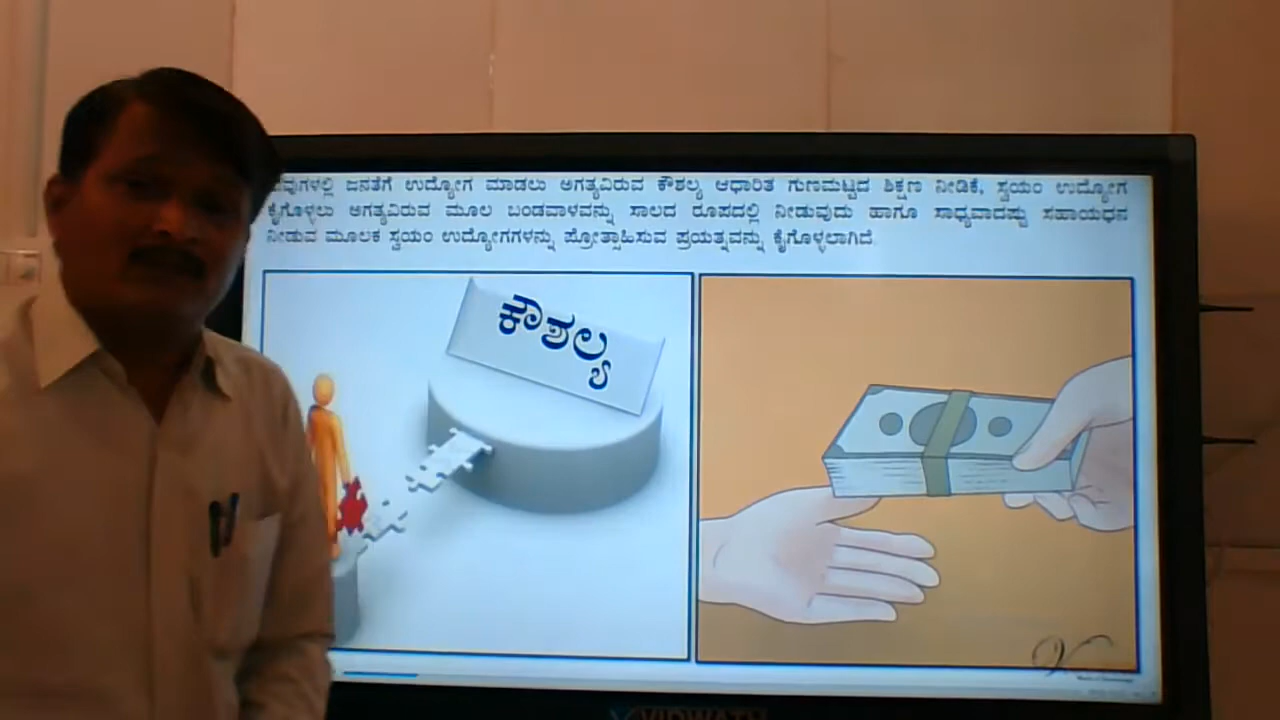 ಜನತೆಗೆ ಉದ್ಯೋಗ ಮಾಡಲು ಅಗತ್ಯವಿರುವ ಕೌಶಲ್ಯ ಆಧಾರಿತ ಗುಣಮಟ್ಟದ ಶಿಕ್ಷಣ ನೀಡಿಕೆ, ಸ್ವಯಂ ಉದ್ಯೋಗ
ಕೈಗೊಳ್ಳಲು ಅಗತ್ಯವಿರುವ ಮೂಲ ಬಂಡವಾಳವನ್ನು ಸಾಲದ ರೂಪದಲ್ಲಿ ನೀಡುವುದು ಹಾಗೂ ಸಾಧ್ಯವಾದಷ್ಟು ಸಹಾಯಧನ
ನೀಡುವ ಮೂಲಕ ಸ್ವಯಂ ಉದ್ಯೋಗಗಳನ್ನು ಪ್ರೋತ್ಸಾಹಿಸುವ ಪ್ರಯತ್ನವನ್ನು ಕೈಗೊಳ್ಳಲಾಗಿದೆ.
ಕೌಶಲ್ಯ